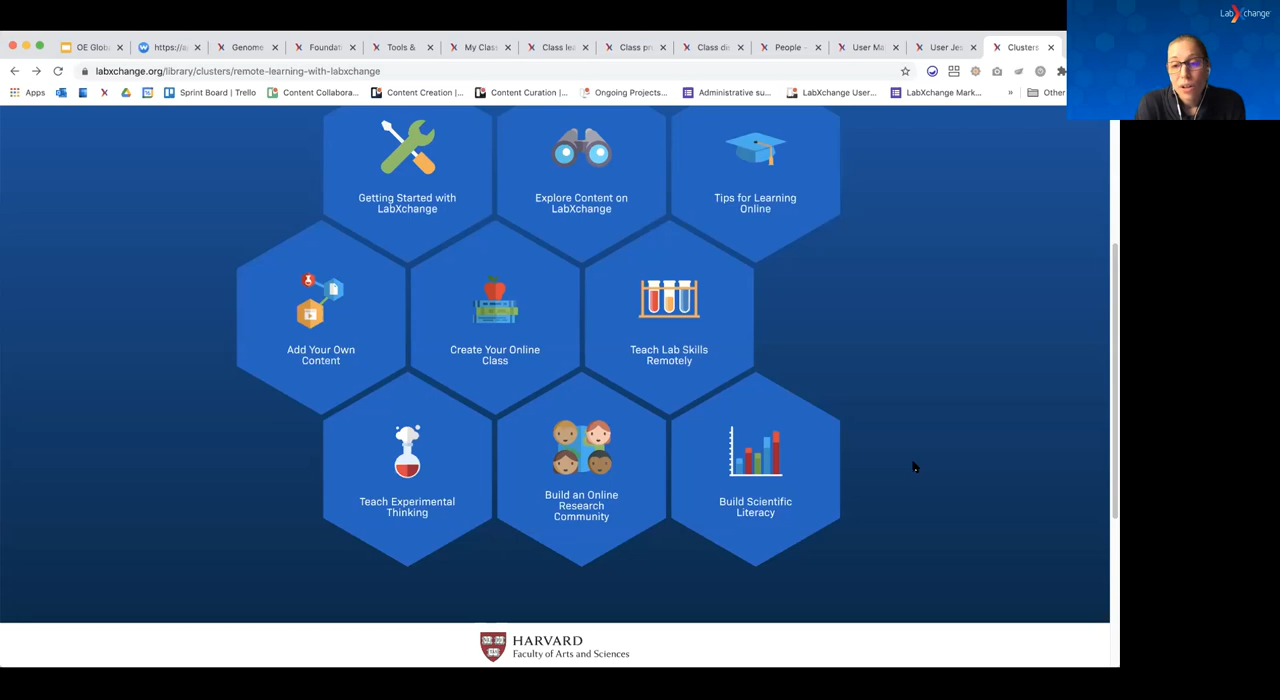 LabXchange
OE Globa
https://a
Genome
Foundat
Tools &
My Clas
Class lea
Class pr
Class di
People -
User Ma
User Jes
Clusters
labxchange.org/library/clusters/remote-learning-with-labxchange
Apps
Sprint Board | Trello
Content Collabora...
Content Creation |...
Content Curation |...
Ongoing Projects...
Administrative su...
LabXchange User...
LabXchange Mark...
»
Other
Getting Started with
LabXchange
Explore Content on
LabXchange
Tips for Learning
Online
Add Your Own
Content
Create Your Online
Class
Teach Lab Skills
Remotely
Teach Experimental
Thinking
Build an Online
Research
Community
Build Scientific
Literacy
HARVARD
Faculty of Arts and Sciences